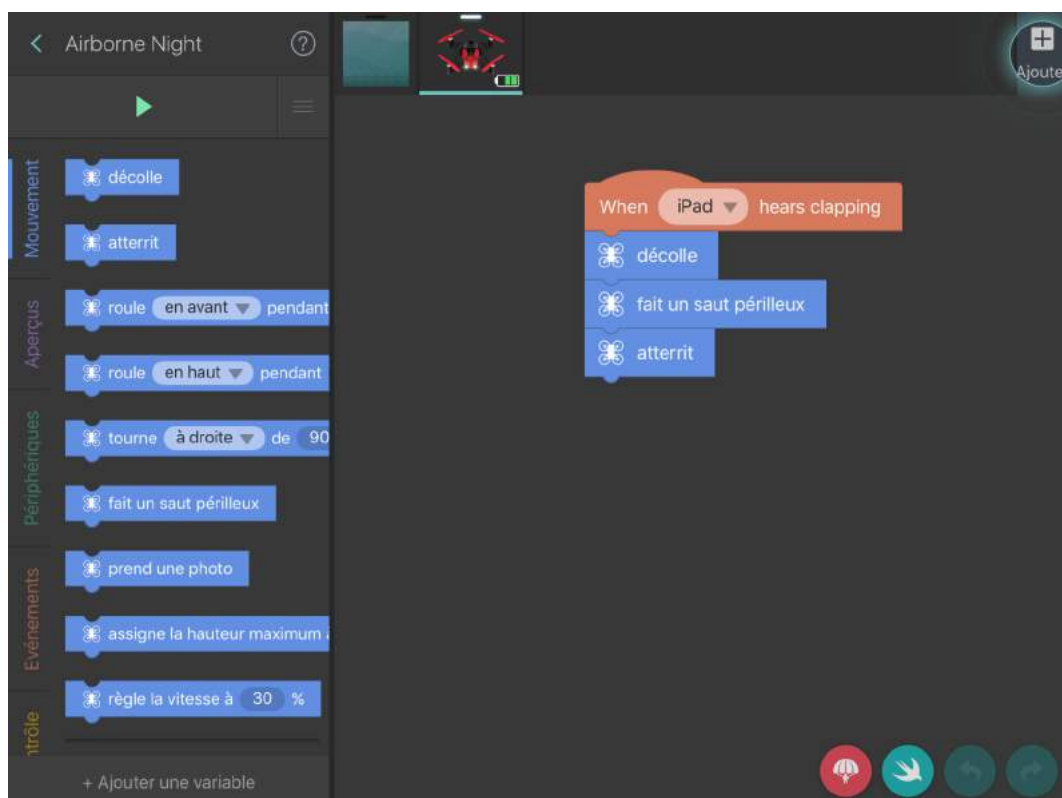 Airborne Night
?
Ajoute
Mouvement
Aperçus
Périphériques
Evénements
ntrôle
décolle
atterrit
roule en avant pendant
roule en haut pendant
tourne à droite de 90
fait un saut périlleux
prend une photo
assigne la hauteur maximum
règle la vitesse à 30 %
+ Ajouter une variable
When iPad hears clapping
décolle
fait un saut périlleux
atterrit